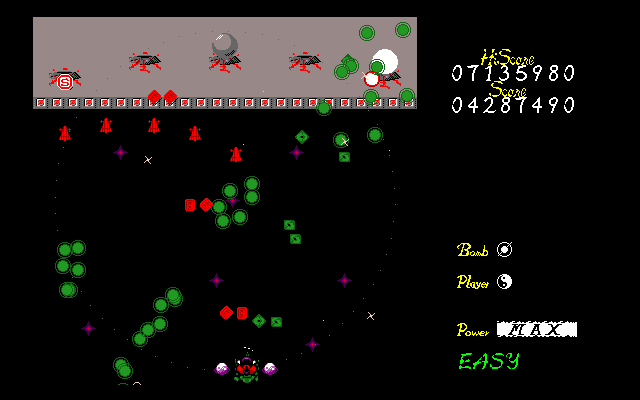 HiScore
07135980
Score
04287490
S
Bomb
Player
Power MAX
EASY